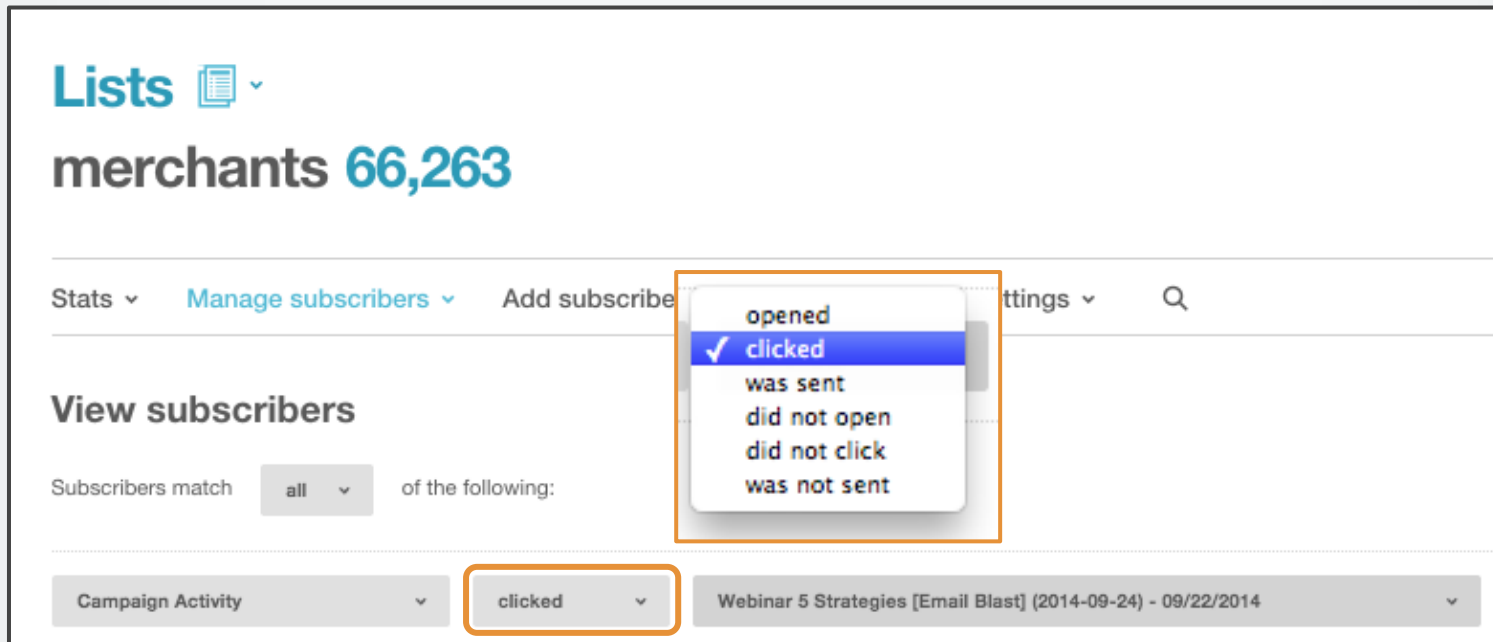 Lists
merchants 66,263
Stats Manage subscribers Add subscribe ttings
opened
clicked
was sent
did not open
did not click
was not sent
View subscribers
Subscribers match all of the following:
Campaign Activity clicked Webinar 5 Strategies [Email Blast] (2014-09-24) - 09/22/2014